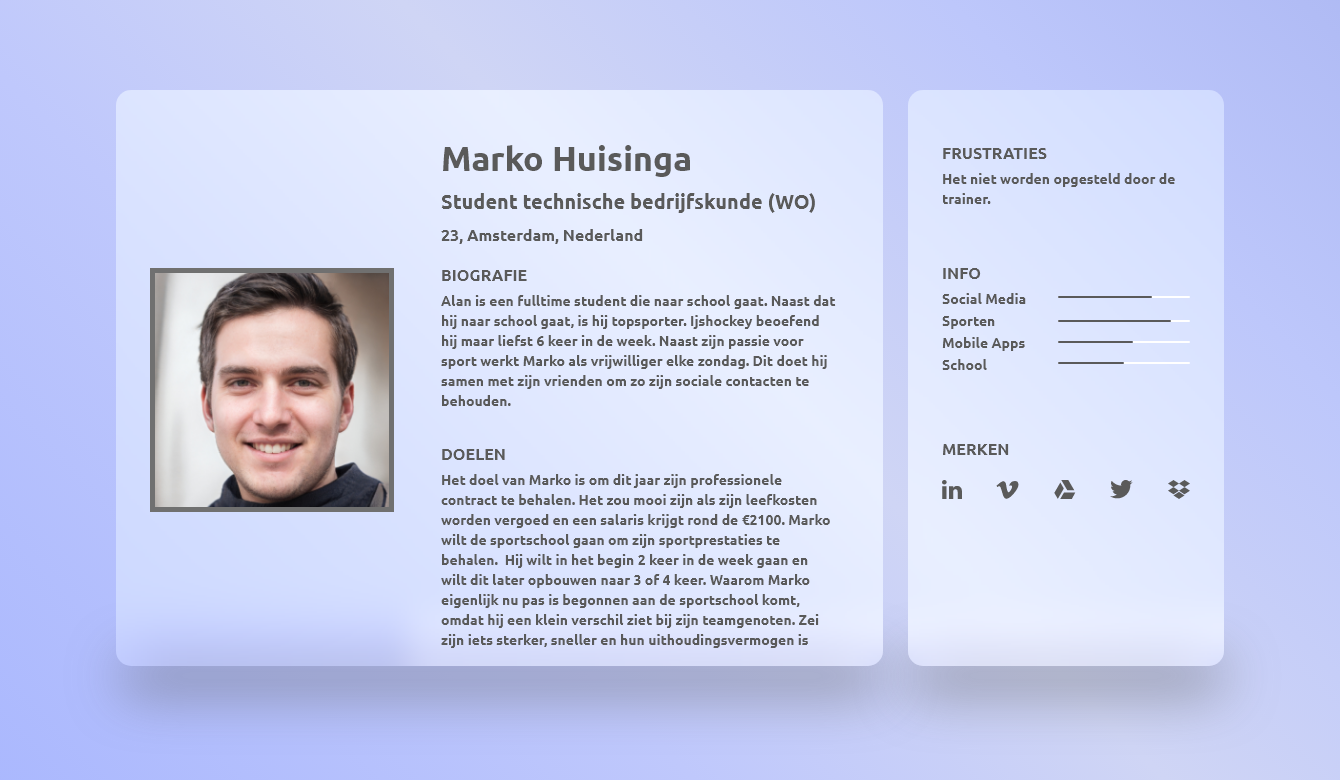 Marko Huisinga
Student technische bedrijfskunde (WO)
23, Amsterdam, Nederland
BIOGRAFIE
Alan is een fulltime student die naar school gaat. Naast dat
hij naar school gaat, is hij topsporter. Ijshockey beoefend
hij maar liefst 6 keer in de week. Naast zijn passie voor
sport werkt Marko als vrijwilliger elke zondag. Dit doet hij
samen met zijn vrienden om zo zijn sociale contacten te
behouden.
DOELEN
Het doel van Marko is om dit jaar zijn professionele
contract te behalen. Het zou mooi zijn als zijn leefkosten
worden vergoed en een salaris krijgt rond de €2100. Marko
wilt de sportschool gaan om zijn sportprestaties te
behalen.  Hij wilt in het begin 2 keer in de week gaan en
wilt dit later opbouwen naar 3 of 4 keer. Waarom Marko
eigenlijk nu pas is begonnen aan de sportschool komt,
omdat hij een klein verschil ziet bij zijn teamgenoten. Zei
zijn iets sterker, sneller en hun uithoudingsvermogen is
FRUSTRATIES
Het niet worden opgesteld door de
trainer.
INFO
Social Media
Sporten
Mobile Apps
School
MERKEN